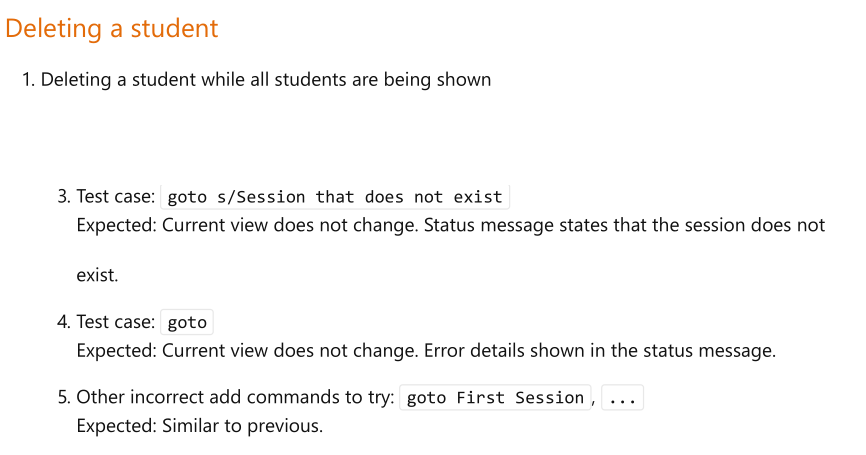 Deleting a student
1. Deleting a student while all students are being shown
3. Test case: goto s/Session that does not exist
Expected: Current view does not change. Status message states that the session does not
exist.
4. Test case: goto
Expected: Current view does not change. Error details shown in the status message.
5. Other incorrect add commands to try: goto First Session, ...
Expected: Similar to previous.